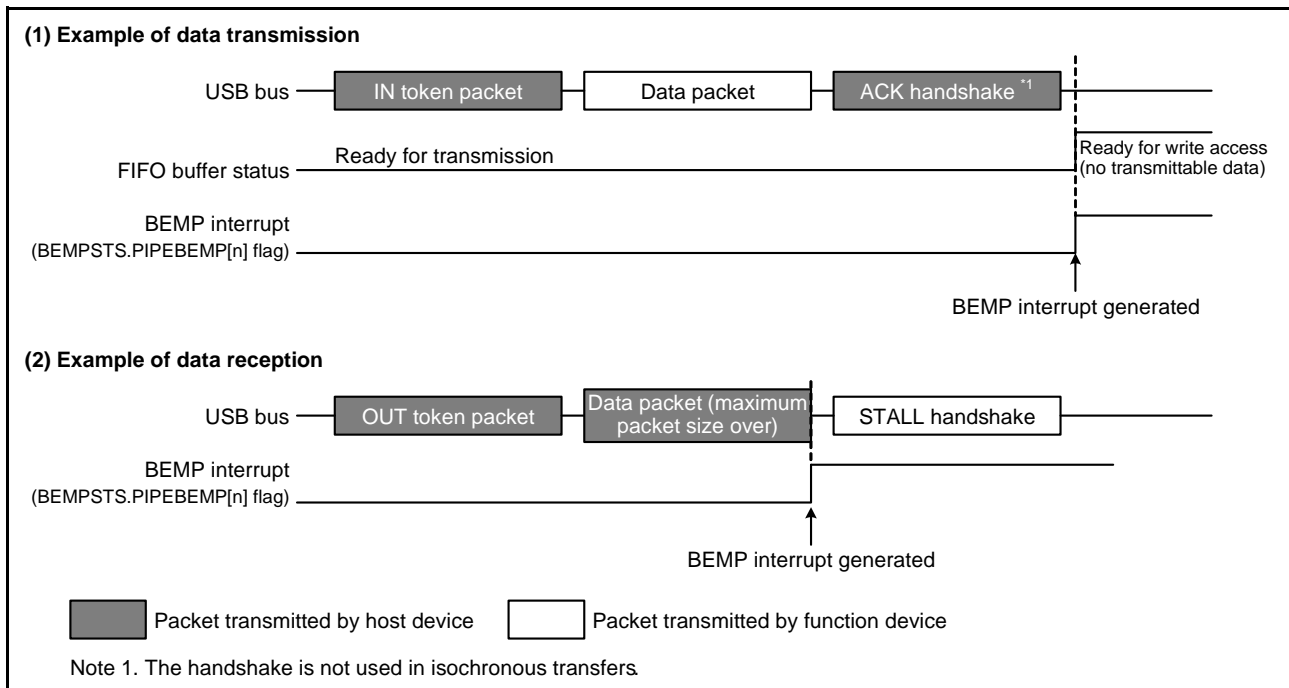 (1) Example of data transmission
USB bus
IN token packet
Data packet
ACK handshake *1
FIFO buffer status
Ready for transmission
Ready for write access
(no transmittable data)
BEMP interrupt
(BEMPSTS.PIPEBEMP[n] flag)
BEMP interrupt generated
(2) Example of data reception
USB bus
OUT token packet
Data packet (maximum
packet size over)
STALL handshake
BEMP interrupt
(BEMPSTS.PIPEBEMP[n] flag)
BEMP interrupt generated
Packet transmitted by host device
Packet transmitted by function device
Note 1. The handshake is not used in isochronous transfers.